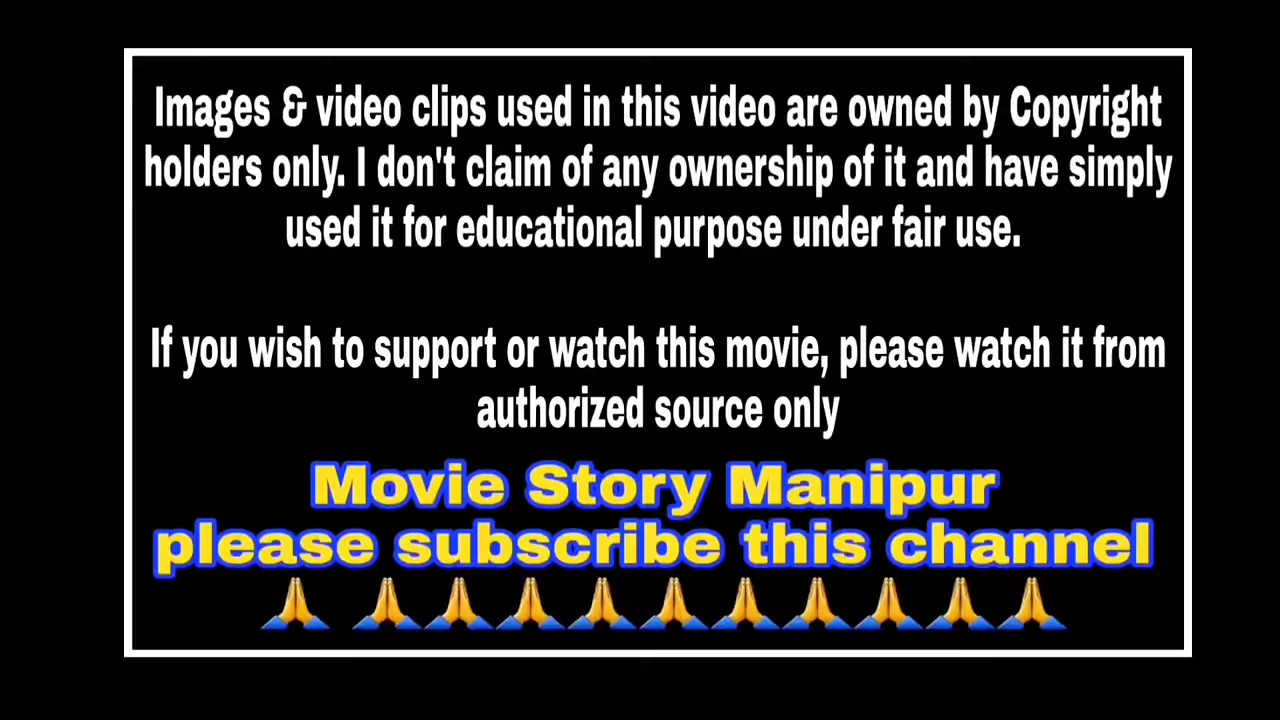 Images & video clips used in this video are owned by Copyright
holders only. I don't claim of any ownership of it and have simply
used it for educational purpose under fair use.
If you wish to support or watch this movie, please watch it from
authorized source only
Movie Story Manipur
please subscribe this channel
🙏 🙏🙏🙏🙏🙏🙏🙏🙏🙏🙏